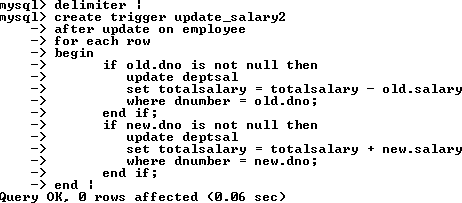 mysql> delimiter |
mysql> create trigger update_salary2
-> after update on employee
-> for each row
-> begin
-> if old.dno is not null then
-> update deptsal
-> set totalsalary = totalsalary - old.salary
-> where dnumber = old.dno;
-> end if;
-> if new.dno is not null then
-> update deptsal
-> set totalsalary = totalsalary + new.salary
-> where dnumber = new.dno;
-> end if;
-> end |
Query OK, 0 rows affected (0.06 sec)